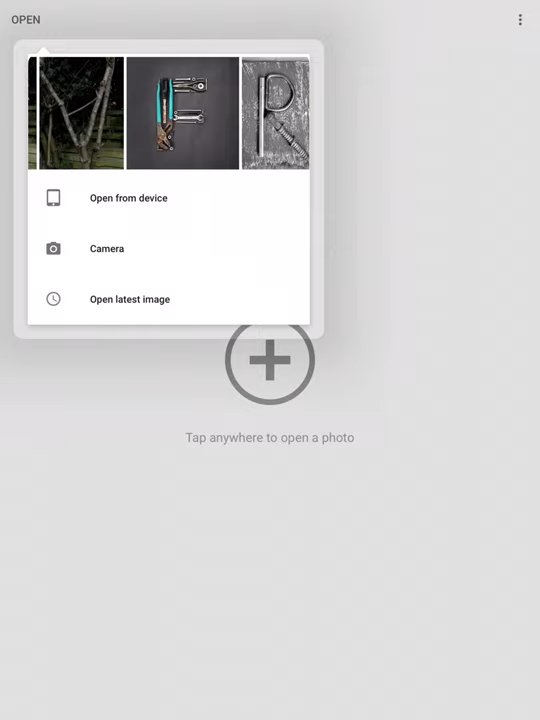 OPEN
Open from device
Camera
Open latest image
Tap anywhere to open a photo